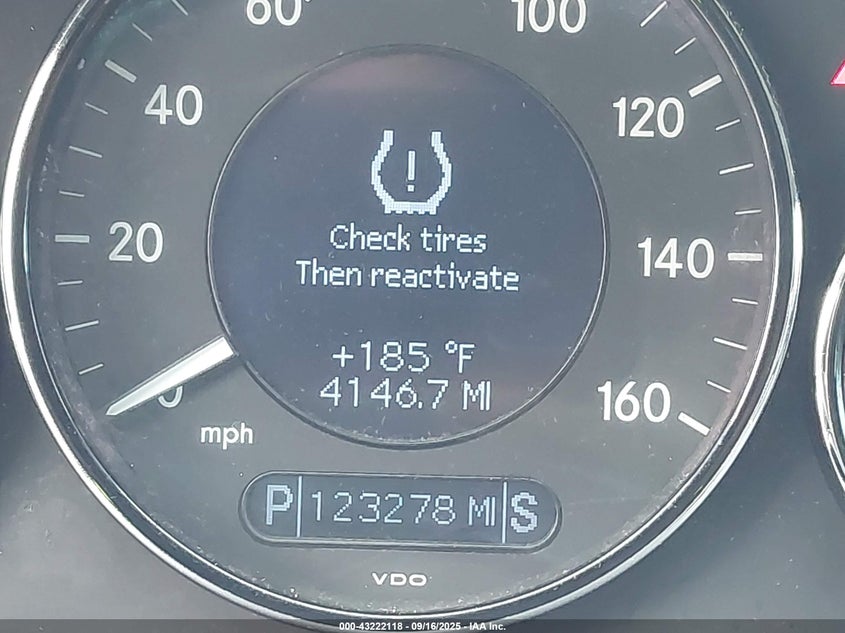 60
100
40
120
20
140
0
160
mph
!
Check tires
Then reactivate
+185 °F
4146.7 MI
P 123278 MI S
VDO
000-43222118 - 09/16/2025 - IAA Inc.